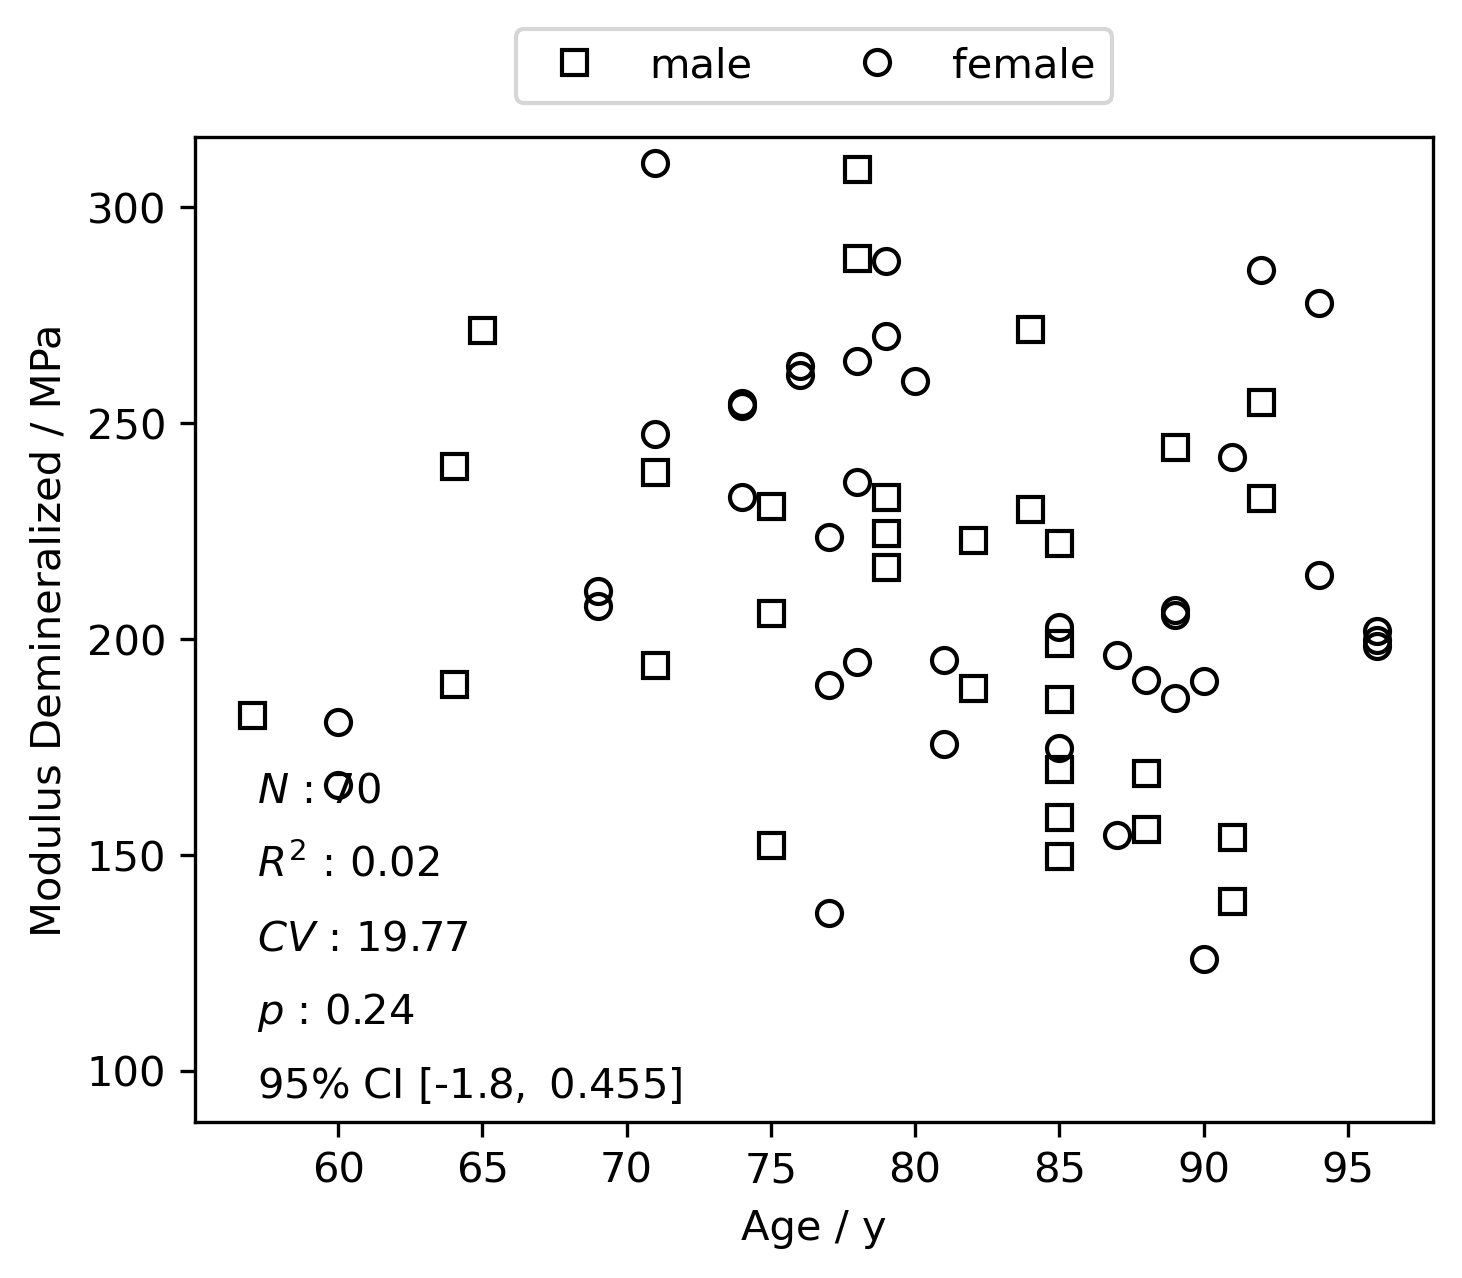 male female
300
250
200
150
100
Modulus Demineralized / MPa
N : 70
R² : 0.02
CV : 19.77
p : 0.24
95% CI [-1.8, 0.455]
60 65 70 75 80 85 90 95
Age / y